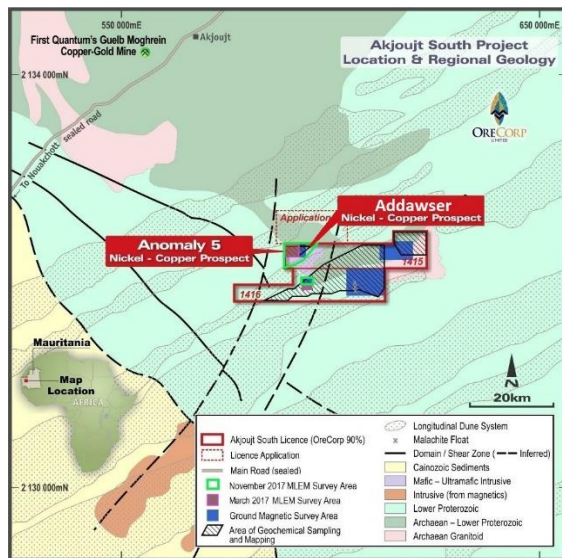 550 000mE
650 000mE
First Quantum's Guelb Moghrein
Copper-Gold Mine
Akjoujt
Akjoujt South Project
Location & Regional Geology
2 134 000mN
ORECORP
LIMITED
To Nouakchott
sealed road
Application
Addawser
Nickel - Copper Prospect
Anomaly 5
Nickel - Copper Prospect
1415
1416
Mauritania
Map
Location
AFRICA
N
20km
2 130 000mN
Akjoujt South Licence (OreCorp 90%)
Licence Application
Main Road (sealed)
November 2017 MLEM Survey Area
March 2017 MLEM Survey Area
Ground Magnetic Survey Area
Area of Geochemical Sampling
and Mapping
Longitudinal Dune System
Malachite Float
Domain / Shear Zone ( Inferred)
Cainozoic Sediments
Mafic – Ultramafic Intrusive
Intrusive (from magnetics)
Lower Proterozoic
Archaean – Lower Proterozoic
Archaean Granitoid